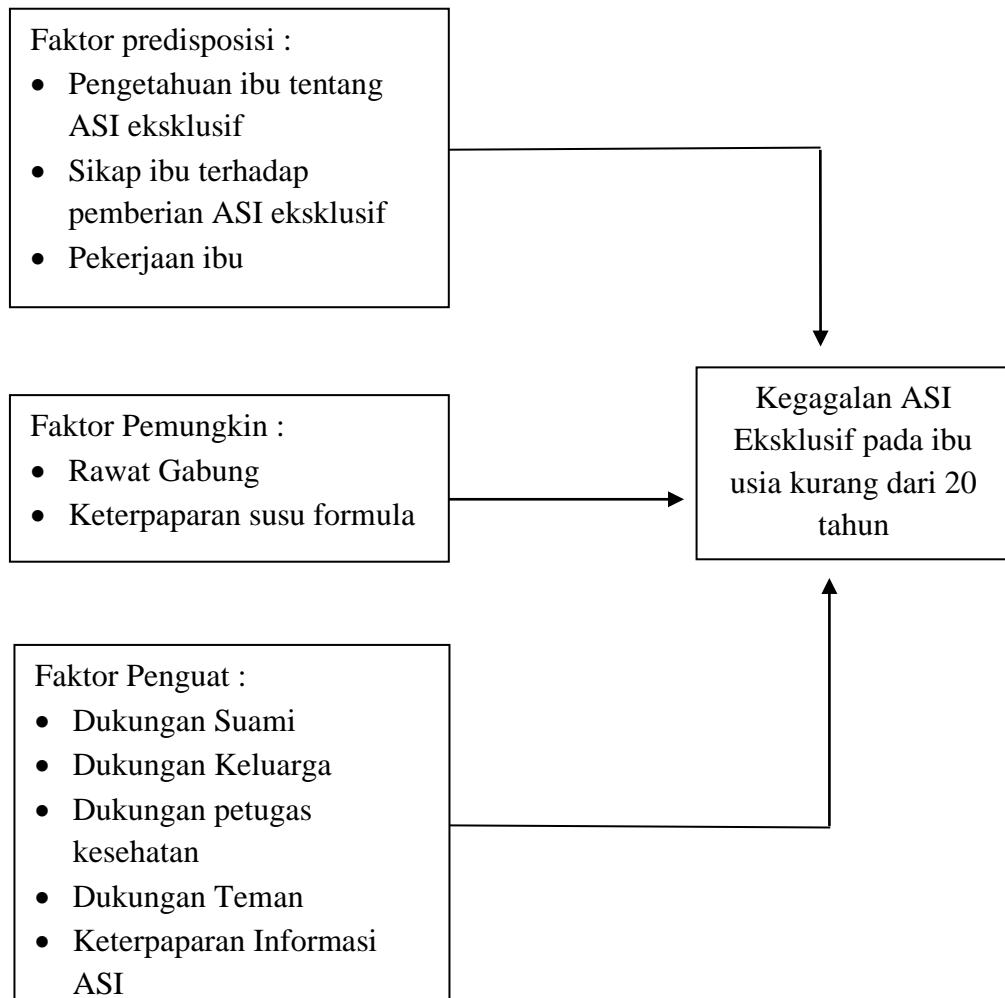 Faktor predisposisi :
• Pengetahuan ibu tentang
ASI eksklusif
• Sikap ibu terhadap
pemberian ASI eksklusif
• Pekerjaan ibu
Faktor Pemungkin :
• Rawat Gabung
• Keterpaparan susu formula
Kegagalan ASI
Eksklusif pada ibu
usia kurang dari 20
tahun
Faktor Penguat :
• Dukungan Suami
• Dukungan Keluarga
• Dukungan petugas
kesehatan
• Dukungan Teman
• Keterpaparan Informasi
ASI